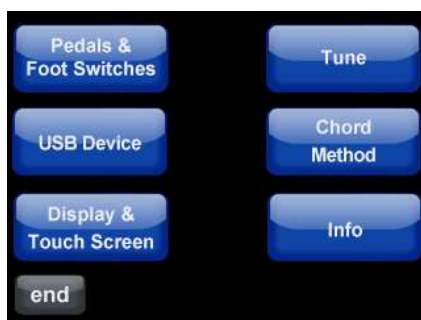 Pedals &
Foot Switches
Tune
USB Device
Chord
Method
Display &
Touch Screen
Info
end